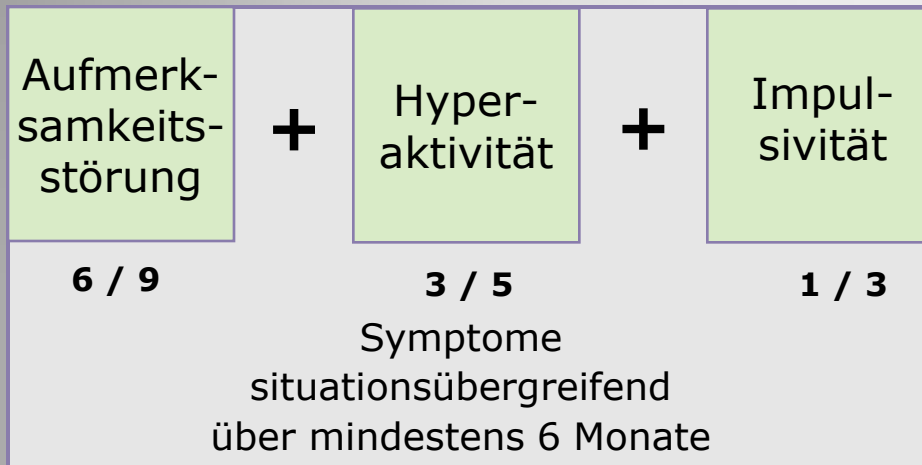 Aufmerk-
samkeits-
störung
+
Hyper-
aktivität
+
Impul-
sivität
6 / 9
3 / 5
1 / 3
Symptome
situationsübergreifend
über mindestens 6 Monate